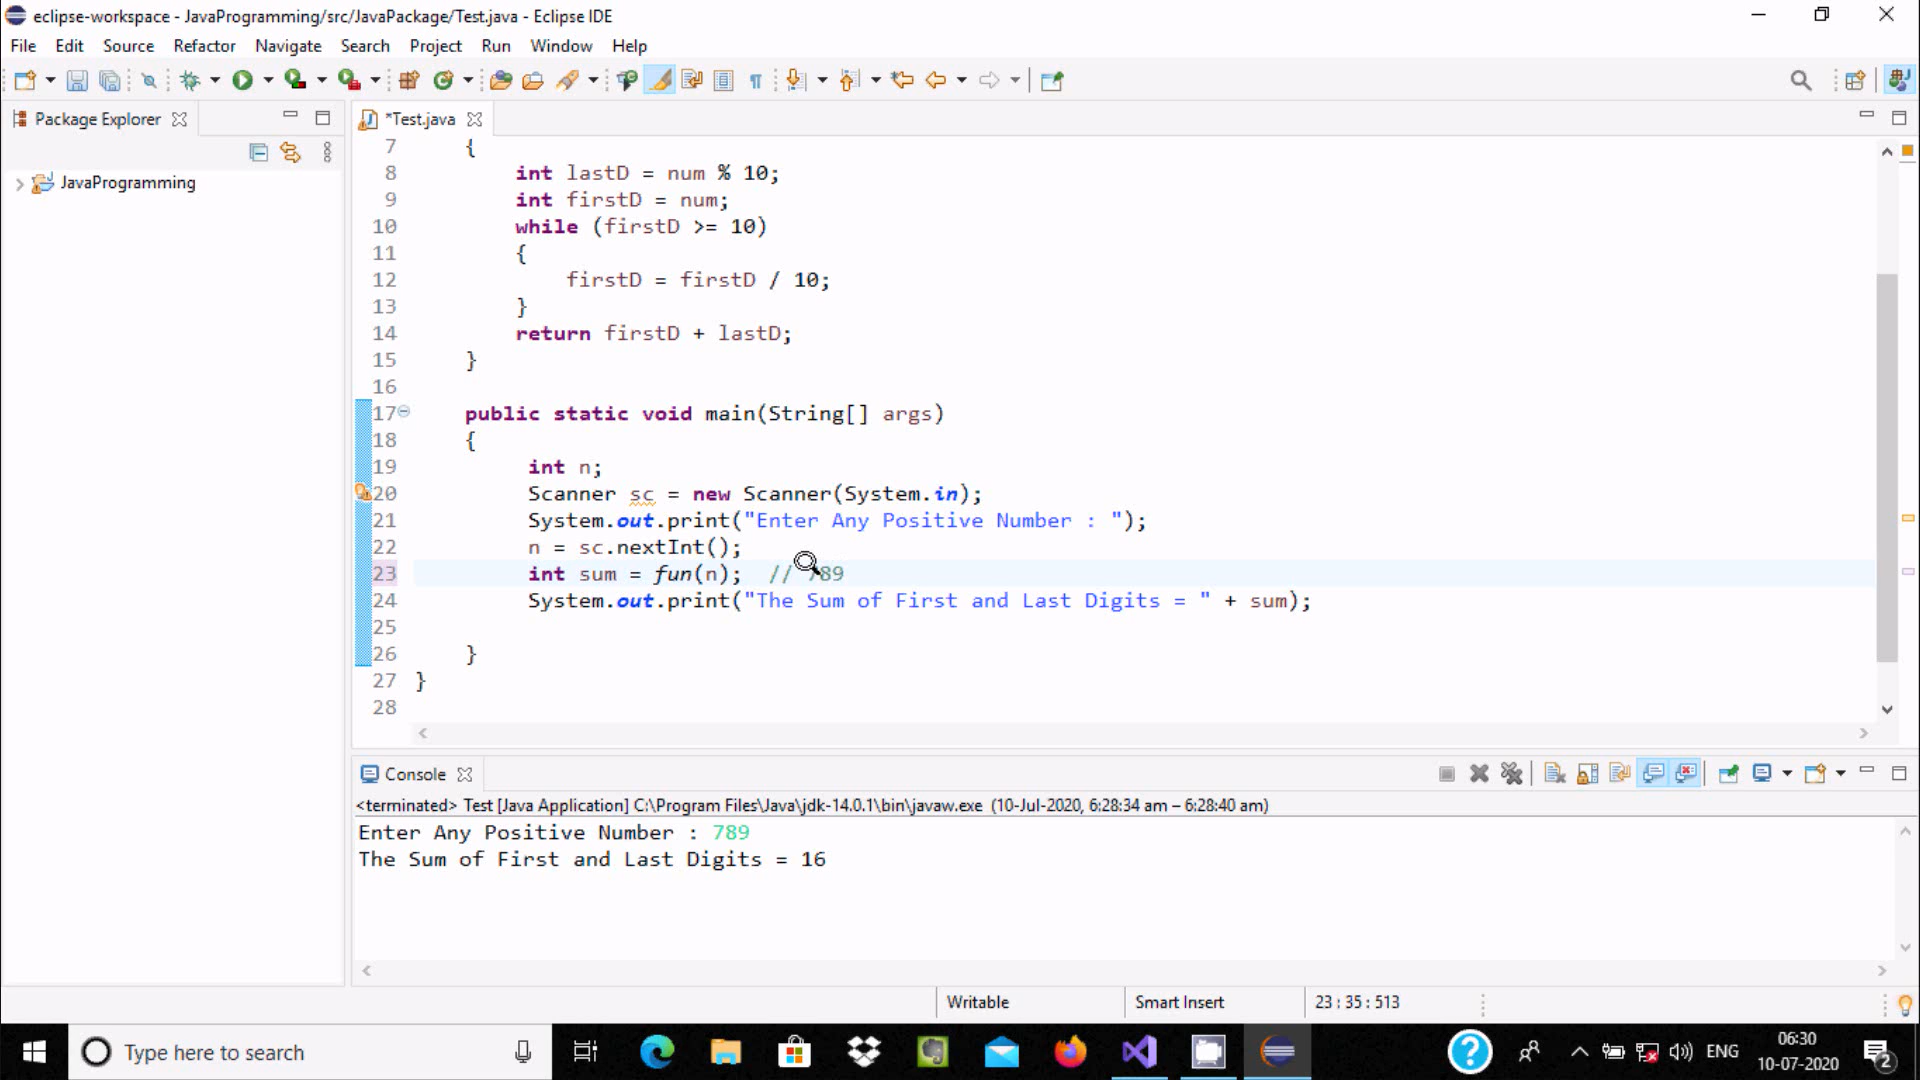 eclipse-workspace - JavaProgramming/src/JavaPackage/Test.java - Eclipse IDE
File Edit Source Refactor Navigate Search Project Run Window Help
Package Explorer
*Test.java
JavaProgramming
7 {
8 int lastD = num % 10;
9 int firstD = num;
10 while (firstD >= 10)
11 {
12 firstD = firstD / 10;
13 }
14 return firstD + lastD;
15 }
16
17 public static void main(String[] args)
18 {
19 int n;
20 Scanner sc = new Scanner(System.in);
21 System.out.print("Enter Any Positive Number : ");
22 n = sc.nextInt();
23 int sum = fun(n); // 789
24 System.out.print("The Sum of First and Last Digits = " + sum);
25
26 }
27 }
28
Console
<terminated> Test [Java Application] C:\Program Files\Java\jdk-14.0.1\bin\javaw.exe (10-Jul-2020, 6:28:34 am – 6:28:40 am)
Enter Any Positive Number : 789
The Sum of First and Last Digits = 16
Writable Smart Insert 23 : 35 : 513
Type here to search
ENG
06:30
10-07-2020
2